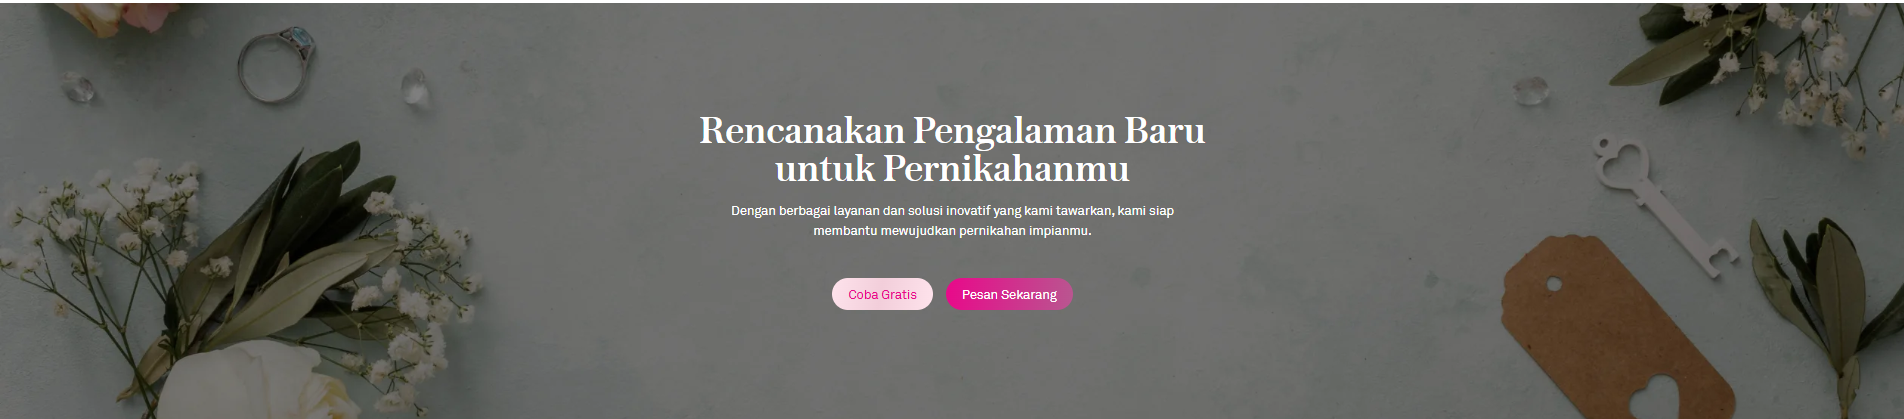 Rencanakan Pengalaman Baru
untuk Pernikahanmu
Dengan berbagai layanan dan solusi inovatif yang kami tawarkan, kami siap
membantu mewujudkan pernikahan impianmu.
Coba Gratis
Pesan Sekarang